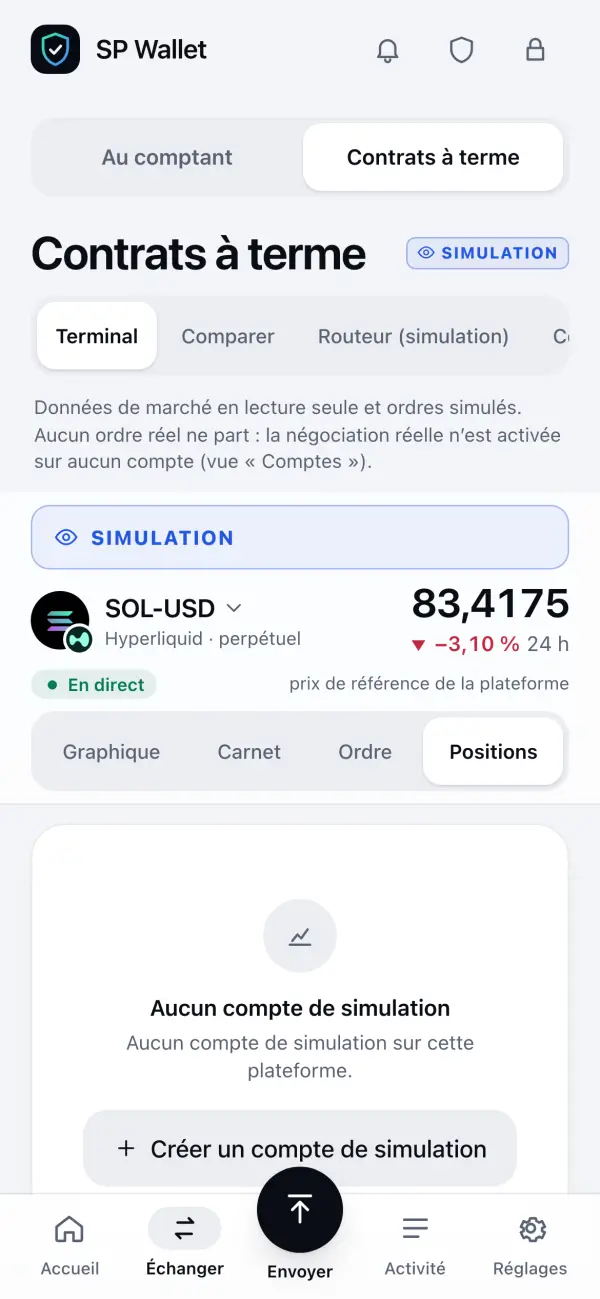 SP Wallet
Au comptant
Contrats à terme
Contrats à terme
SIMULATION
Terminal
Comparer
Routeur (simulation)
Données de marché en lecture seule et ordres simulés.
Aucun ordre réel ne part : la négociation réelle n’est activée
sur aucun compte (vue « Comptes »).
SIMULATION
SOL-USD
83,4175
Hyperliquid · perpétuel
▼ −3,10 % 24 h
En direct
prix de référence de la plateforme
Graphique
Carnet
Ordre
Positions
Aucun compte de simulation
Aucun compte de simulation sur cette
plateforme.
+ Créer un compte de simulation
Accueil
Échanger
Envoyer
Activité
Réglages